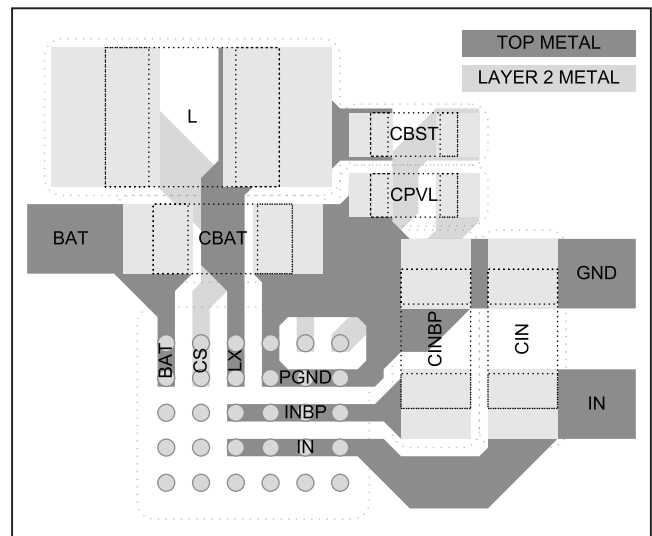 TOP METAL
LAYER 2 METAL
L
CBST
CPVL
BAT
CBAT
GND
CINBP
CIN
BAT
CS
LX
PGND
INBP
IN
IN